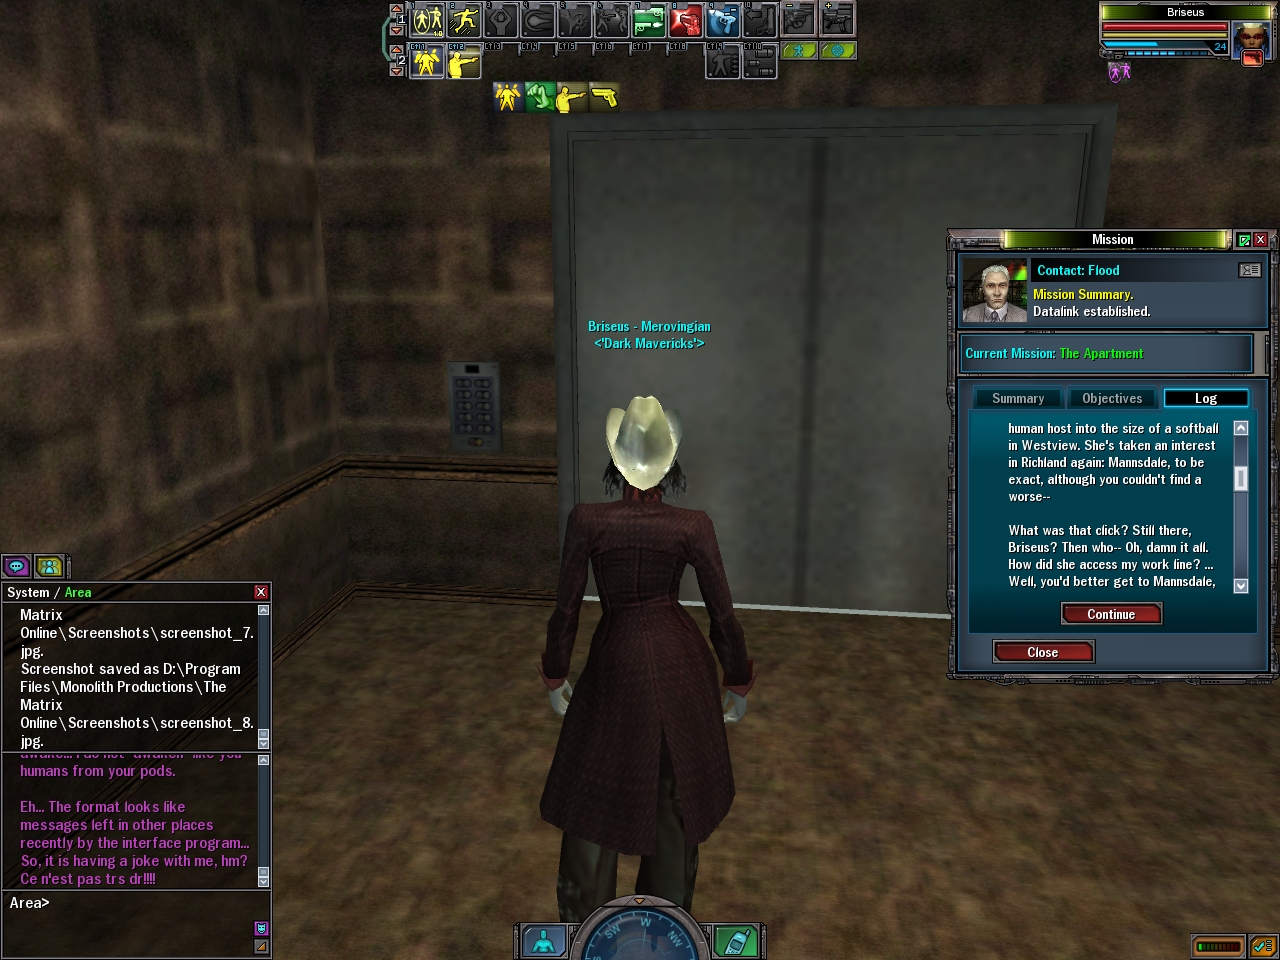 1
2
Briseus
24
Briseus - Merovingian
<'Dark Mavericks'>
Mission
Contact: Flood
Mission Summary.
Datalink established.
Current Mission: The Apartment
Summary
Objectives
Log
human host into the size of a softball
in Westview. She's taken an interest
in Richland again: Mannsdale, to be
exact, although you couldn't find a
worse--
What was that click? Still there,
Briseus? Then who-- Oh, damn it all.
How did she access my work line? ...
Well, you'd better get to Mannsdale,
Continue
Close
System / Area
Matrix
Online\Screenshots\screenshot_7.
jpg.
Screenshot saved as D:\Program
Files\Monolith Productions\The
Matrix
Online\Screenshots\screenshot_8.
jpg.
humans from your pods.
Eh... The format looks like
messages left in other places
recently by the interface program...
So, it is having a joke with me, hm?
Ce n'est pas trs dr!!!!
Area>
SW
W
NW